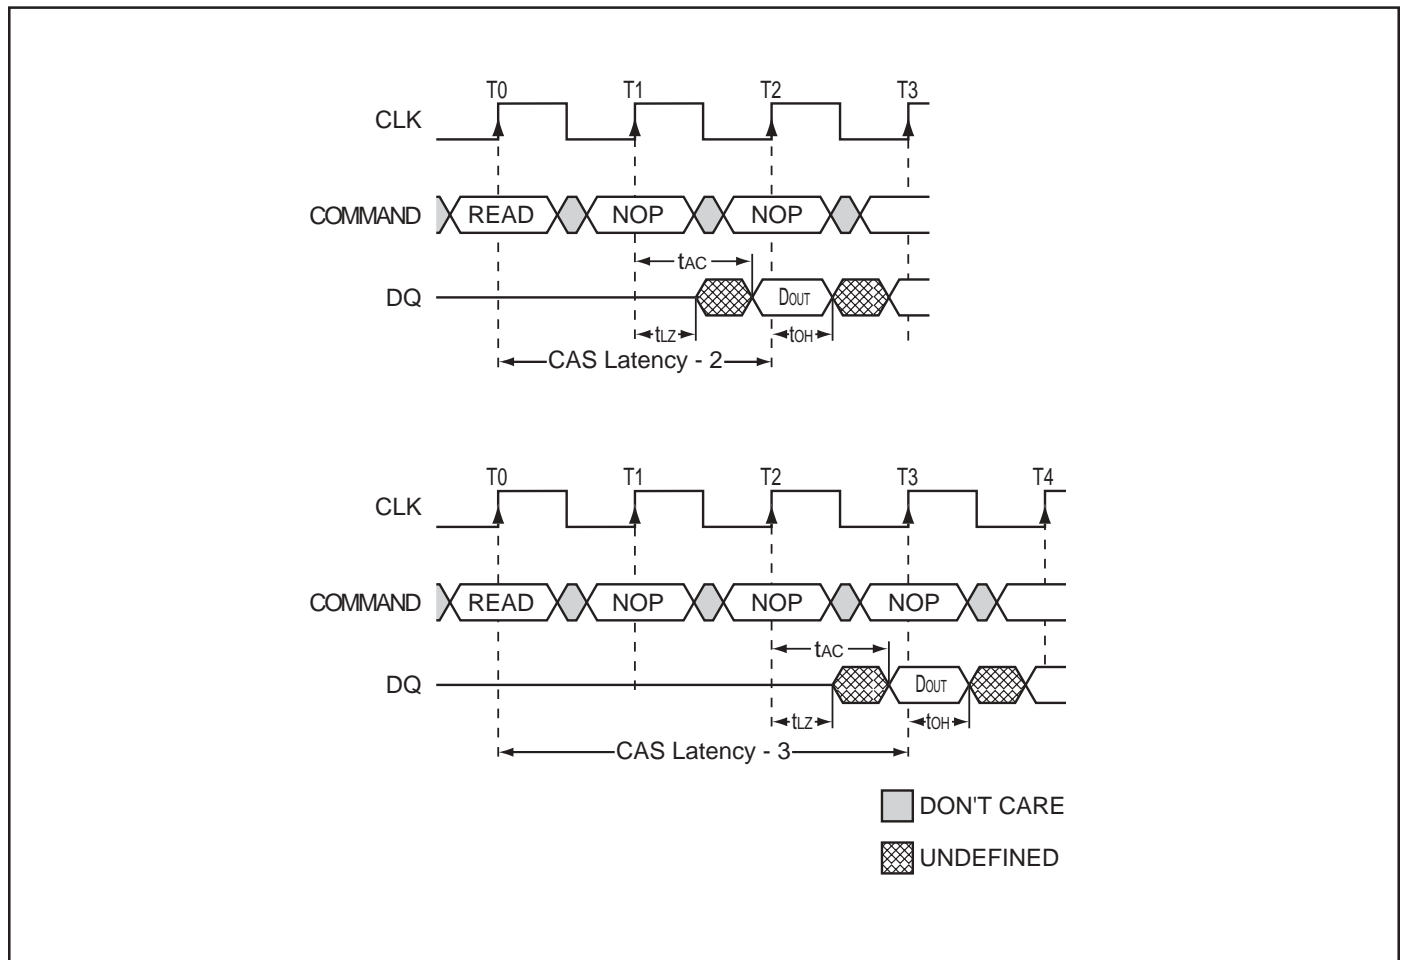 T0 T1 T2 T3
CLK
COMMAND READ NOP NOP
tAC
DQ DOUT
tLZ tOH
CAS Latency - 2
T0 T1 T2 T3 T4
CLK
COMMAND READ NOP NOP NOP
tAC
DQ DOUT
tLZ tOH
CAS Latency - 3
DON'T CARE
UNDEFINED